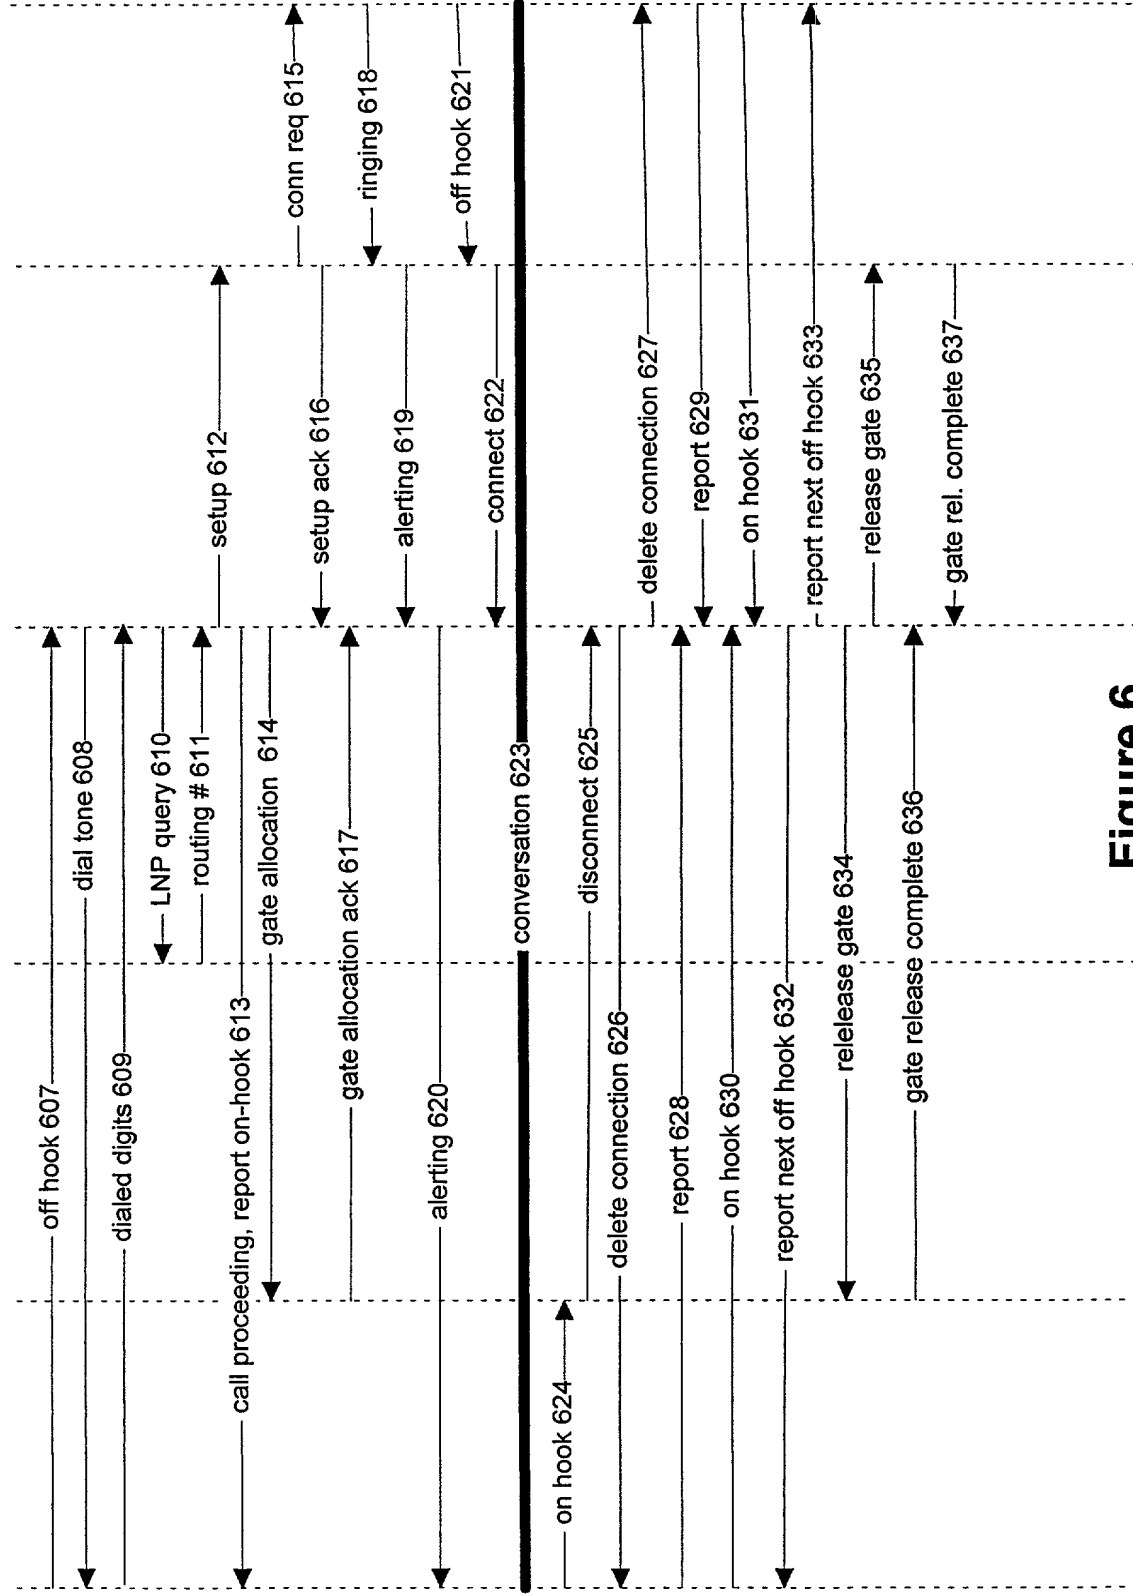 off hook 607
dial tone 608
dialed digits 609
LNP query 610
routing # 611
setup 612
call proceeding, report on-hook 613
gate allocation 614
conn req 615
setup ack 616
gate allocation ack 617
ringing 618
alerting 619
alerting 620
off hook 621
connect 622
conversation 623
on hook 624
disconnect 625
delete connection 626
delete connection 627
report 628
report 629
on hook 630
on hook 631
report next off hook 632
report next off hook 633
relelease gate 634
release gate 635
gate release complete 636
gate rel. complete 637
Figure 6